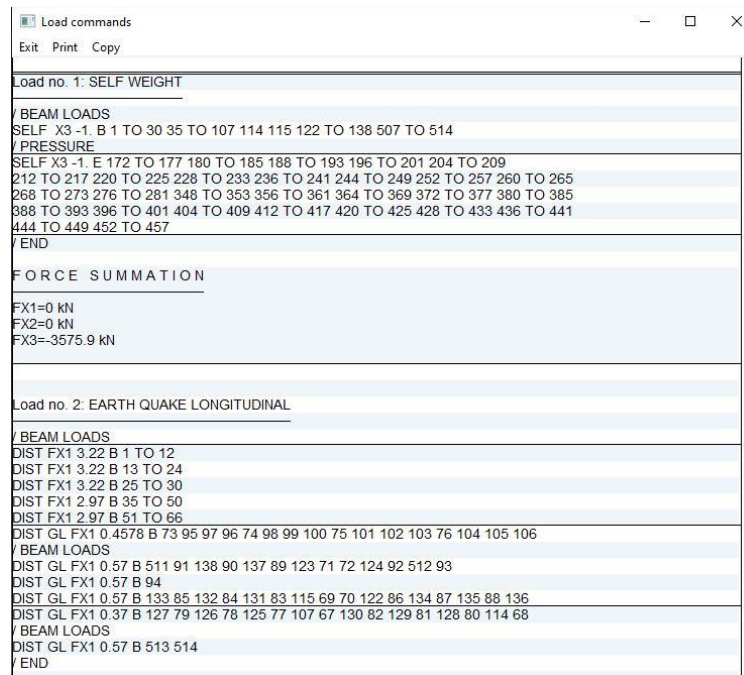 Load commands
Exit Print Copy
Load no. 1: SELF WEIGHT
/ BEAM LOADS
SELF X3 -1. B 1 TO 30 35 TO 107 114 115 122 TO 138 507 TO 514
/ PRESSURE
SELF X3 -1. E 172 TO 177 180 TO 185 188 TO 193 196 TO 201 204 TO 209
212 TO 217 220 TO 225 228 TO 233 236 TO 241 244 TO 249 252 TO 257 260 TO 265
268 TO 273 276 TO 281 348 TO 353 356 TO 361 364 TO 369 372 TO 377 380 TO 385
388 TO 393 396 TO 401 404 TO 409 412 TO 417 420 TO 425 428 TO 433 436 TO 441
444 TO 449 452 TO 457
/ END
F O R C E S U M M A T I O N
FX1=0 kN
FX2=0 kN
FX3=-3575.9 kN
Load no. 2: EARTH QUAKE LONGITUDINAL
/ BEAM LOADS
DIST FX1 3.22 B 1 TO 12
DIST FX1 3.22 B 13 TO 24
DIST FX1 3.22 B 25 TO 30
DIST FX1 2.97 B 35 TO 50
DIST FX1 2.97 B 51 TO 66
DIST GL FX1 0.4578 B 73 95 97 96 74 98 99 100 75 101 102 103 76 104 105 106
/ BEAM LOADS
DIST GL FX1 0.57 B 511 91 138 90 137 89 123 71 72 124 92 512 93
DIST GL FX1 0.57 B 94
DIST GL FX1 0.57 B 133 85 132 84 131 83 115 69 70 122 86 134 87 135 88 136
DIST GL FX1 0.37 B 127 79 126 78 125 77 107 67 130 82 129 81 128 80 114 68
/ BEAM LOADS
DIST GL FX1 0.57 B 513 514
/ END